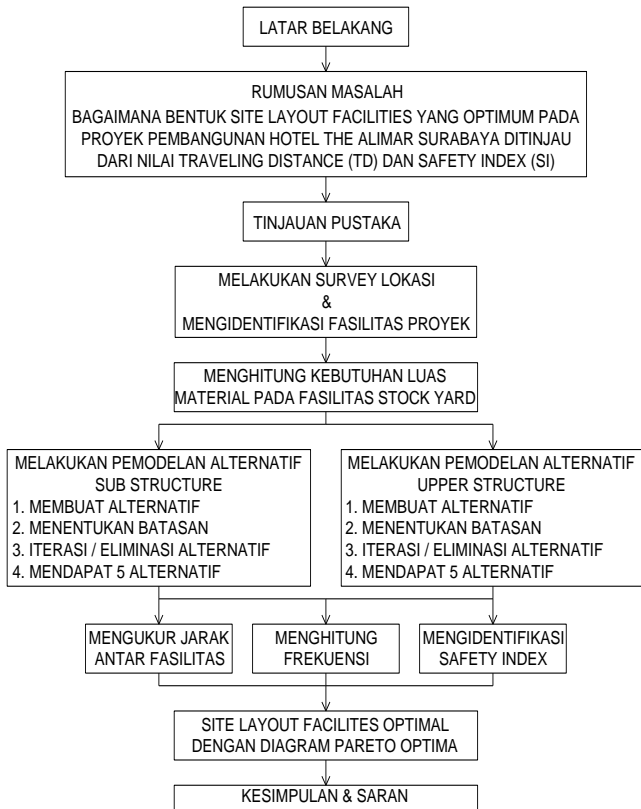 LATAR BELAKANG
RUMUSAN MASALAH
BAGAIMANA BENTUK SITE LAYOUT FACILITIES YANG OPTIMUM PADA
PROYEK PEMBANGUNAN HOTEL THE ALIMAR SURABAYA DITINJAU
DARI NILAI TRAVELING DISTANCE (TD) DAN SAFETY INDEX (SI)
TINJAUAN PUSTAKA
MELAKUKAN SURVEY LOKASI
&
MENGIDENTIFIKASI FASILITAS PROYEK
MENGHITUNG KEBUTUHAN LUAS
MATERIAL PADA FASILITAS STOCK YARD
MELAKUKAN PEMODELAN ALTERNATIF
SUB STRUCTURE
1. MEMBUAT ALTERNATIF
2. MENENTUKAN BATASAN
3. ITERASI / ELIMINASI ALTERNATIF
4. MENDAPAT 5 ALTERNATIF
MELAKUKAN PEMODELAN ALTERNATIF
UPPER STRUCTURE
1. MEMBUAT ALTERNATIF
2. MENENTUKAN BATASAN
3. ITERASI / ELIMINASI ALTERNATIF
4. MENDAPAT 5 ALTERNATIF
MENGUKUR JARAK
ANTAR FASILITAS
MENGHITUNG
FREKUENSI
MENGIDENTIFIKASI
SAFETY INDEX
SITE LAYOUT FACILITES OPTIMAL
DENGAN DIAGRAM PARETO OPTIMA
KESIMPULAN & SARAN